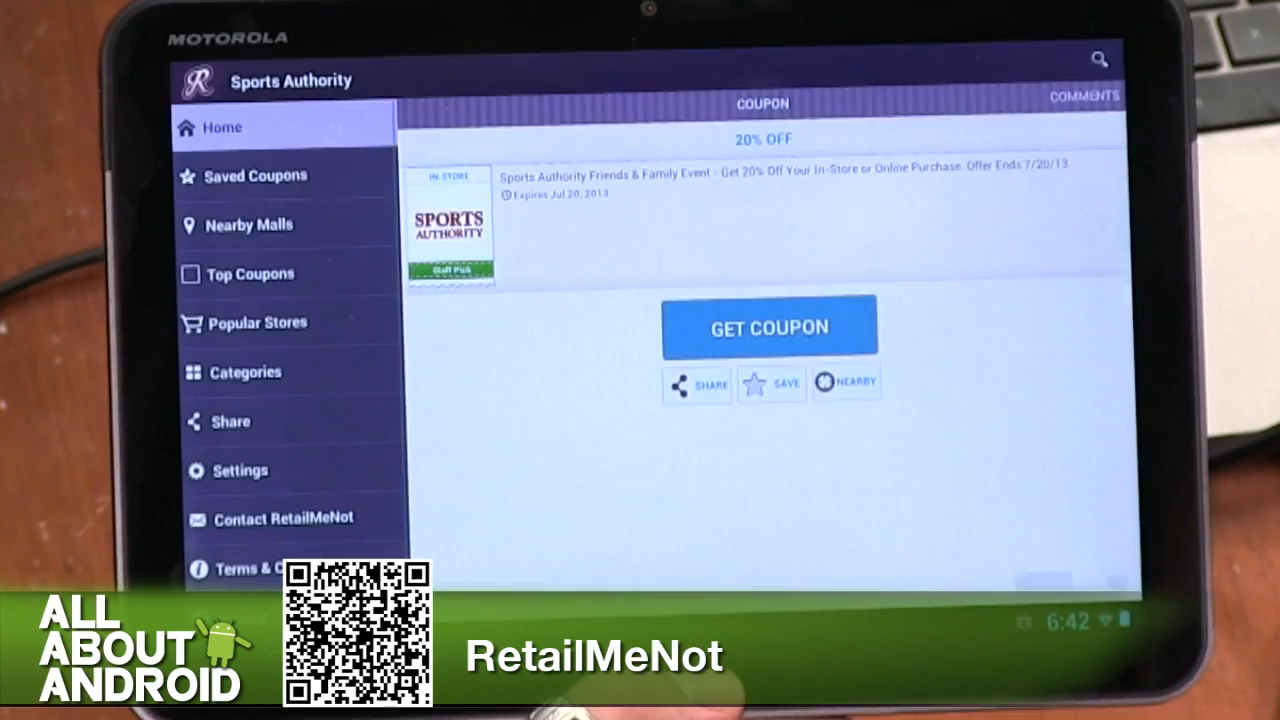 MOTOROLA
Sports Authority
COUPON
COMMENTS
Home
20% OFF
Saved Coupons
IN-STORE
SPORTS
AUTHORITY
Staff Pick
Sports Authority Friends & Family Event - Get 20% Off Your In-Store or Online Purchase. Offer Ends 7/20/13
Expires Jul 20, 2013
Nearby Malls
Top Coupons
Popular Stores
GET COUPON
Categories
SHARE
SAVE
NEARBY
Share
Settings
Contact RetailMeNot
Terms & C
6:42
ALL
ABOUT
ANDROID
RetailMeNot